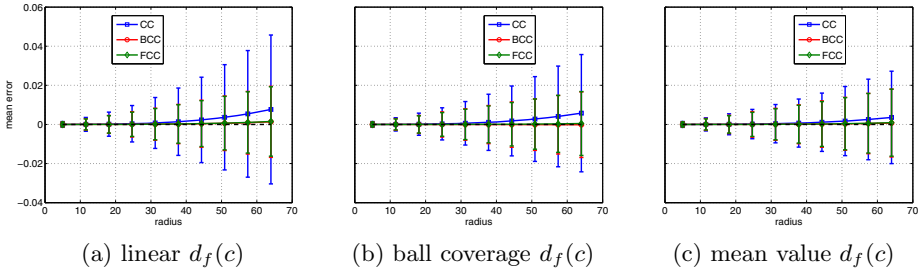 0.06
0.04
0.02
0
−0.02
−0.04
mean error
0 10 20 30 40 50 60 70
radius
CC
BCC
FCC
(a) linear d_f(c)
0 10 20 30 40 50 60 70
radius
CC
BCC
FCC
(b) ball coverage d_f(c)
0 10 20 30 40 50 60 70
radius
CC
BCC
FCC
(c) mean value d_f(c)